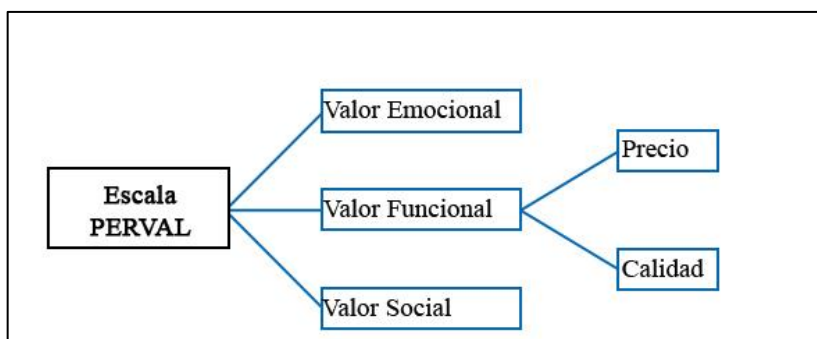 Escala
PERVAL
Valor Emocional
Valor Funcional
Valor Social
Precio
Calidad